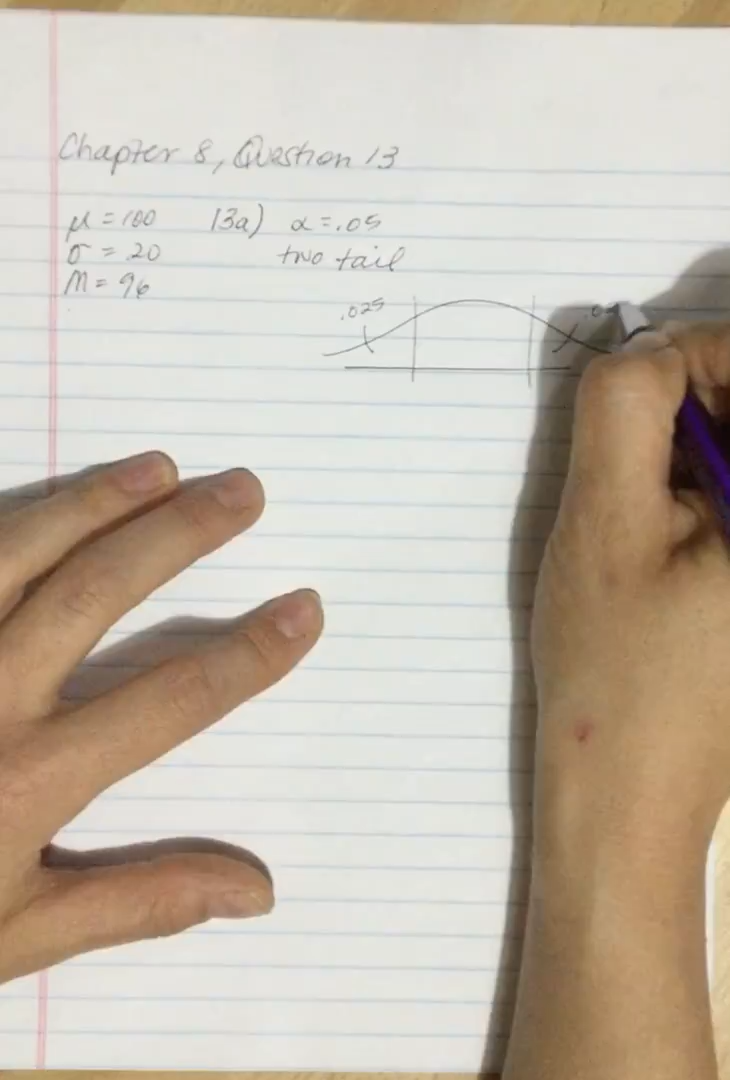 Chapter 8, Question 13
μ = 100 13a) α = .05
σ = 20 two tail
M = 96
.025